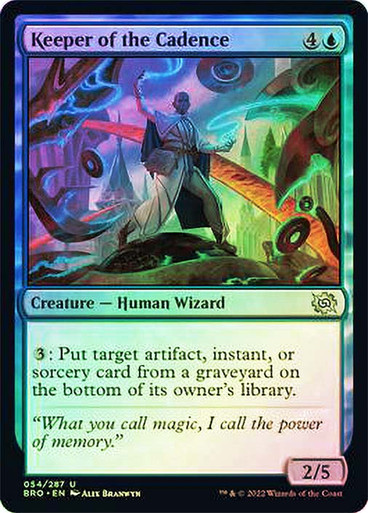 Keeper of the Cadence 4
Creature — Human Wizard
3: Put target artifact, instant, or
sorcery card from a graveyard on
the bottom of its owner's library.
"What you call magic, I call the power
of memory."
2/5
054/287 U
BRO • EN Alix Branwyn
™ & © 2022 Wizards of the Coast